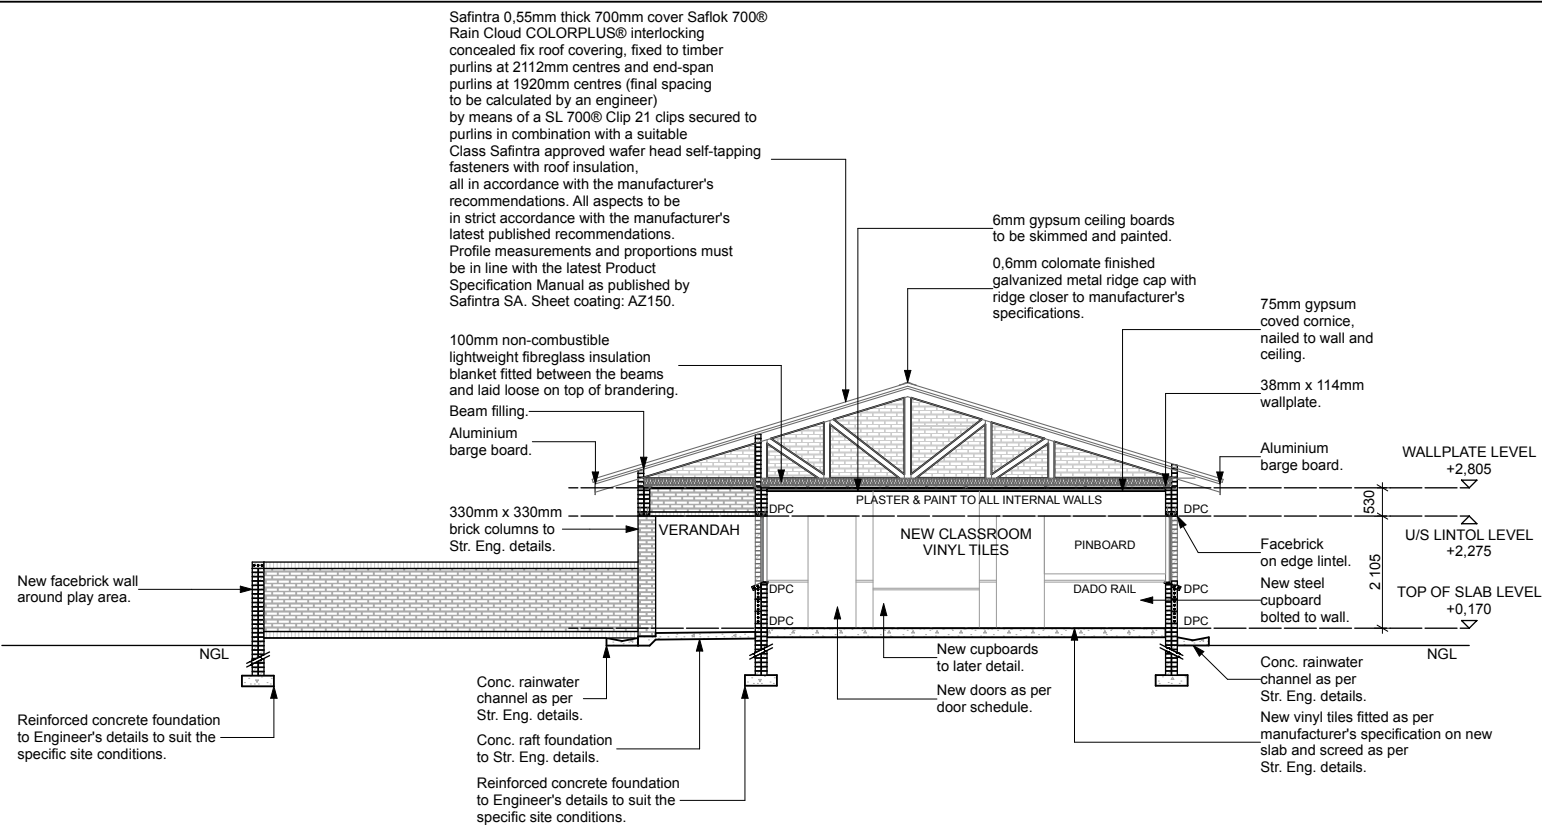 Safintra 0,55mm thick 700mm cover Saflok 700®
Rain Cloud COLORPLUS® interlocking
concealed fix roof covering, fixed to timber
purlins at 2112mm centres and end-span
purlins at 1920mm centres (final spacing
to be calculated by an engineer)
by means of a SL 700® Clip 21 clips secured to
purlins in combination with a suitable
Class Safintra approved wafer head self-tapping
fasteners with roof insulation,
all in accordance with the manufacturer's
recommendations. All aspects to be
in strict accordance with the manufacturer's
latest published recommendations.
Profile measurements and proportions must
be in line with the latest Product
Specification Manual as published by
Safintra SA. Sheet coating: AZ150.
100mm non-combustible
lightweight fibreglass insulation
blanket fitted between the beams
and laid loose on top of brandering.
Beam filling.
Aluminium
barge board.
330mm x 330mm
brick columns to
Str. Eng. details.
New facebrick wall
around play area.
NGL
Reinforced concrete foundation
to Engineer's details to suit the
specific site conditions.
Conc. rainwater
channel as per
Str. Eng. details.
Conc. raft foundation
to Str. Eng. details.
Reinforced concrete foundation
to Engineer's details to suit the
specific site conditions.
6mm gypsum ceiling boards
to be skimmed and painted.
0,6mm colomate finished
galvanized metal ridge cap with
ridge closer to manufacturer's
specifications.
PLASTER & PAINT TO ALL INTERNAL WALLS
DPC
VERANDAH
NEW CLASSROOM
VINYL TILES
PINBOARD
DPC
DADO RAIL
DPC
New cupboards
to later detail.
New doors as per
door schedule.
75mm gypsum
coved cornice,
nailed to wall and
ceiling.
38mm x 114mm
wallplate.
Aluminium
barge board.
DPC
Facebrick
on edge lintel.
DPC
New steel
cupboard
bolted to wall.
DPC
Conc. rainwater
channel as per
Str. Eng. details.
New vinyl tiles fitted as per
manufacturer's specification on new
slab and screed as per
Str. Eng. details.
WALLPLATE LEVEL
+2,805
530
U/S LINTOL LEVEL
+2,275
2 105
TOP OF SLAB LEVEL
+0,170
NGL